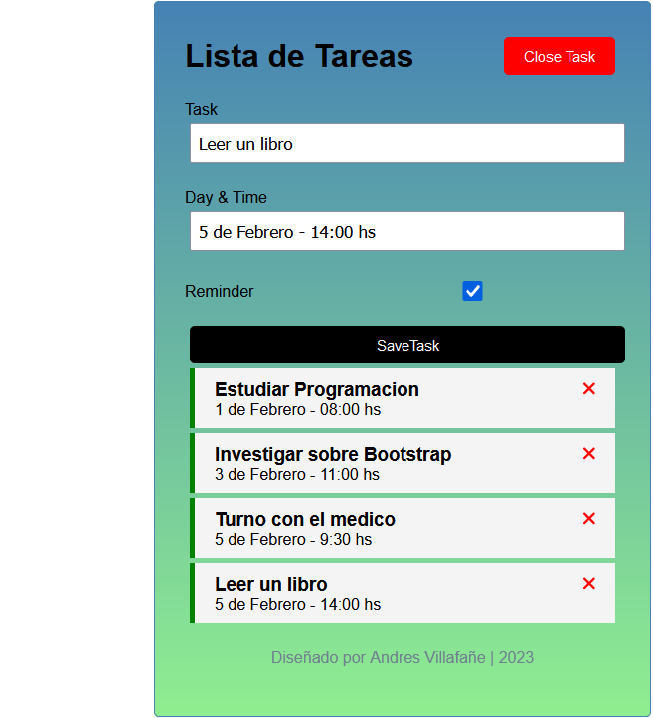 Lista de Tareas
Close Task
Task
Leer un libro
Day & Time
5 de Febrero - 14:00 hs
Reminder
SaveTask
Estudiar Programacion
1 de Febrero - 08:00 hs
Investigar sobre Bootstrap
3 de Febrero - 11:00 hs
Turno con el medico
5 de Febrero - 9:30 hs
Leer un libro
5 de Febrero - 14:00 hs
Diseñado por Andres Villafañe | 2023